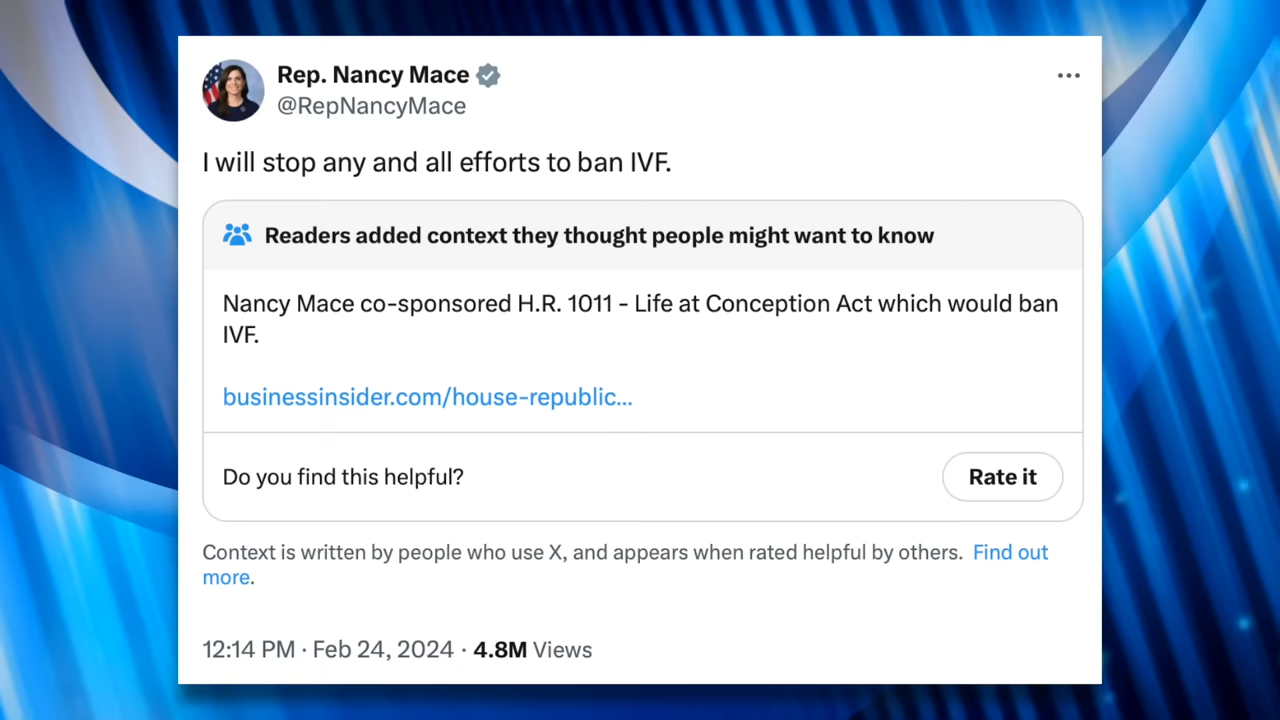 Rep. Nancy Mace
@RepNancyMace
I will stop any and all efforts to ban IVF.
Readers added context they thought people might want to know
Nancy Mace co-sponsored H.R. 1011 - Life at Conception Act which would ban
IVF.
businessinsider.com/house-republic...
Do you find this helpful?
Rate it
Context is written by people who use X, and appears when rated helpful by others. Find out
more.
12:14 PM · Feb 24, 2024 · 4.8M Views